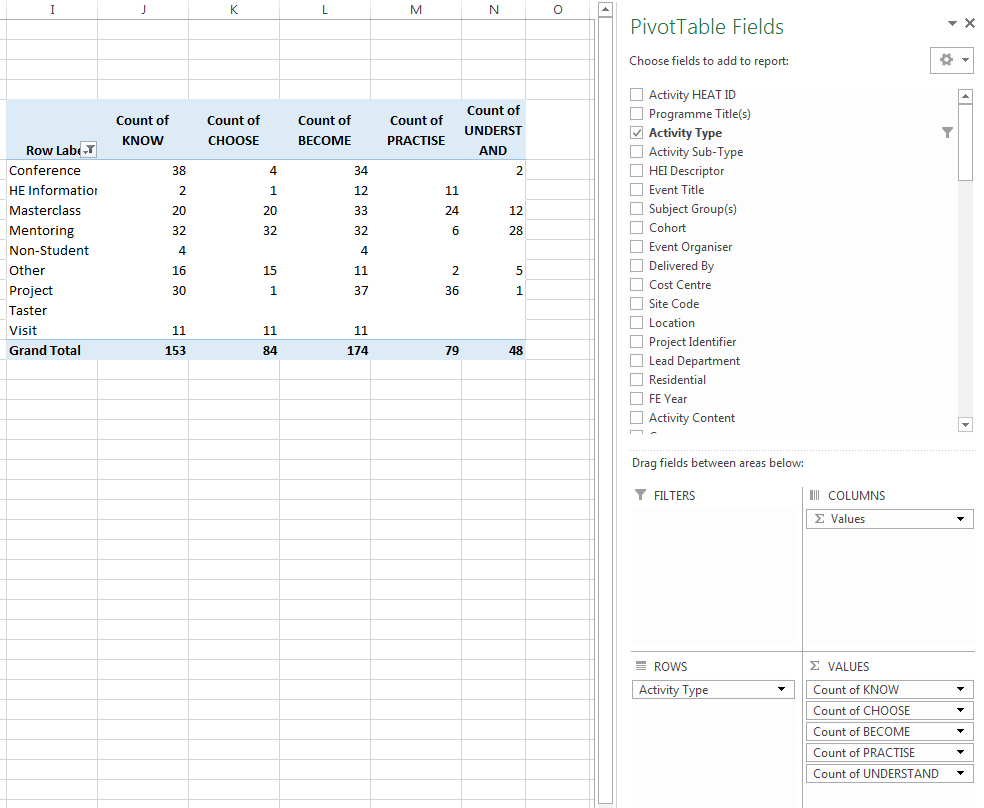 I J K L M N O
Count of
Count of Count of Count of Count of UNDERST
Row Labe KNOW CHOOSE BECOME PRACTISE AND
Conference 38 4 34 2
HE Information 2 1 12 11
Masterclass 20 20 33 24 12
Mentoring 32 32 32 6 28
Non-Student 4 4
Other 16 15 11 2 5
Project 30 1 37 36 1
Taster
Visit 11 11 11
Grand Total 153 84 174 79 48
PivotTable Fields
Choose fields to add to report:
Activity HEAT ID
Programme Title(s)
Activity Type
Activity Sub-Type
HEI Descriptor
Event Title
Subject Group(s)
Cohort
Event Organiser
Delivered By
Cost Centre
Site Code
Location
Project Identifier
Lead Department
Residential
FE Year
Activity Content
Drag fields between areas below:
FILTERS
COLUMNS
Σ Values
ROWS
Activity Type
Σ VALUES
Count of KNOW
Count of CHOOSE
Count of BECOME
Count of PRACTISE
Count of UNDERSTAND